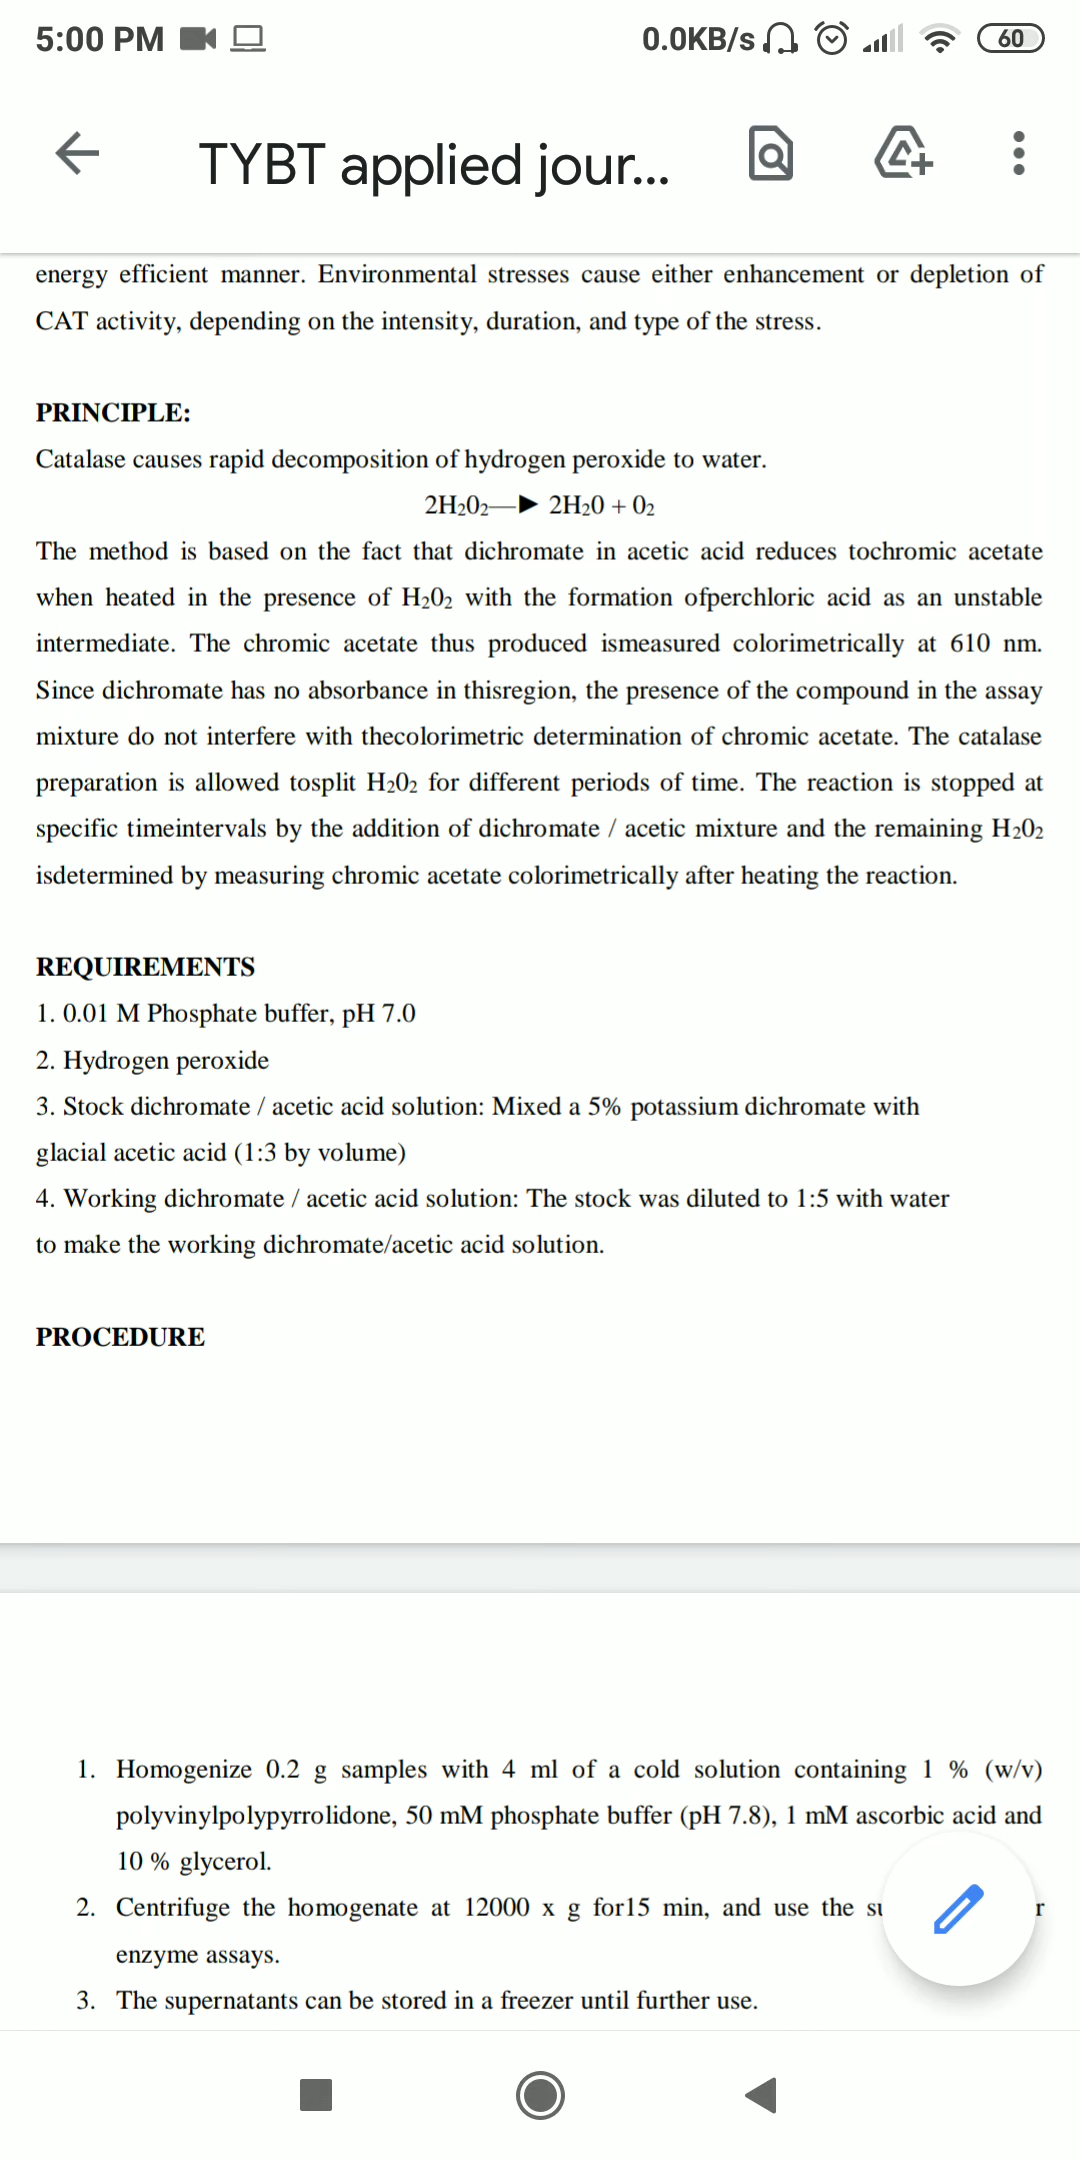 5:00 PM
0.0KB/s
60
TYBT applied jour...
energy efficient manner. Environmental stresses cause either enhancement or depletion of
CAT activity, depending on the intensity, duration, and type of the stress.
PRINCIPLE:
Catalase causes rapid decomposition of hydrogen peroxide to water.
2H₂0₂—► 2H₂0 + 0₂
The method is based on the fact that dichromate in acetic acid reduces tochromic acetate
when heated in the presence of H₂0₂ with the formation ofperchloric acid as an unstable
intermediate. The chromic acetate thus produced ismeasured colorimetrically at 610 nm.
Since dichromate has no absorbance in thisregion, the presence of the compound in the assay
mixture do not interfere with thecolorimetric determination of chromic acetate. The catalase
preparation is allowed tosplit H₂0₂ for different periods of time. The reaction is stopped at
specific timeintervals by the addition of dichromate / acetic mixture and the remaining H₂0₂
isdetermined by measuring chromic acetate colorimetrically after heating the reaction.
REQUIREMENTS
1. 0.01 M Phosphate buffer, pH 7.0
2. Hydrogen peroxide
3. Stock dichromate / acetic acid solution: Mixed a 5% potassium dichromate with
glacial acetic acid (1:3 by volume)
4. Working dichromate / acetic acid solution: The stock was diluted to 1:5 with water
to make the working dichromate/acetic acid solution.
PROCEDURE
1. Homogenize 0.2 g samples with 4 ml of a cold solution containing 1 % (w/v)
polyvinylpolypyrrolidone, 50 mM phosphate buffer (pH 7.8), 1 mM ascorbic acid and
10 % glycerol.
2. Centrifuge the homogenate at 12000 x g for15 min, and use the
enzyme assays.
3. The supernatants can be stored in a freezer until further use.